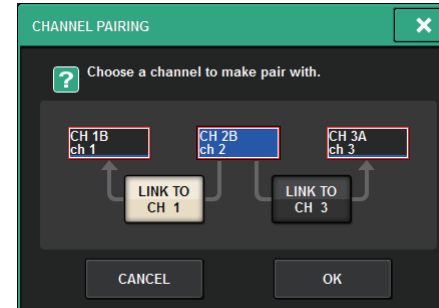 CHANNEL PAIRING
Choose a channel to make pair with.
CH 1B
ch 1
CH 2B
ch 2
CH 3A
ch 3
LINK TO
CH 1
LINK TO
CH 3
CANCEL
OK